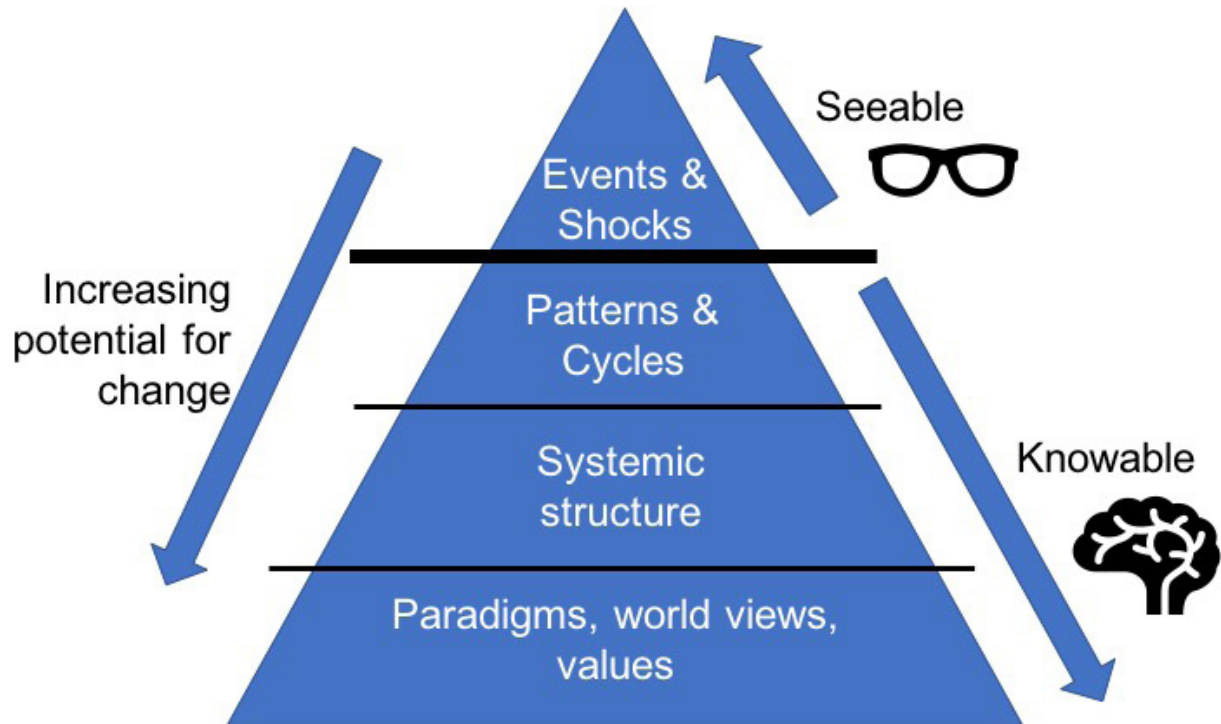 Seeable
Events &
Shocks
Increasing
potential for
change
Patterns &
Cycles
Knowable
Systemic
structure
Paradigms, world views,
values